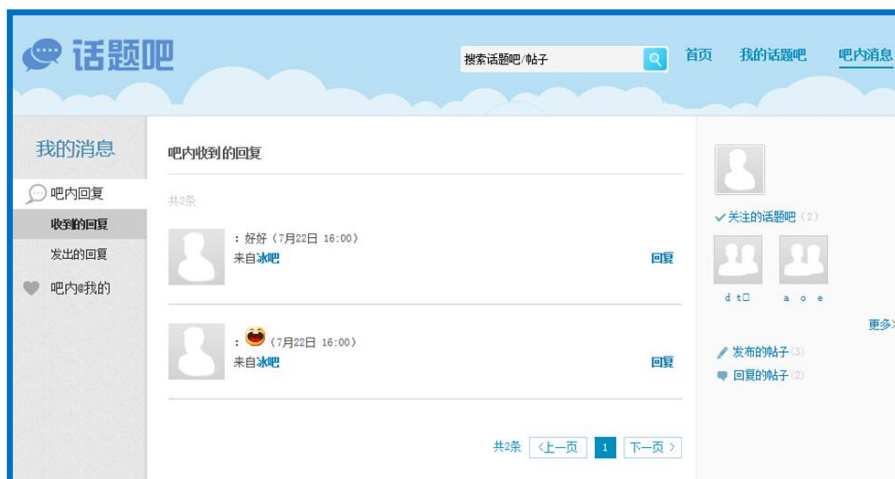 话题吧
搜索话题吧/帖子
首页 我的话题吧 吧内消息
我的消息
吧内回复
收到的回复
发出的回复
吧内@我的
吧内收到的回复
共2条
：好好（7月22日 16:00）
来自冰吧
回复
：（7月22日 16:00）
来自冰吧
回复
共2条 〈上一页 1 下一页 〉
关注的话题吧（2）
d t□ a o e
更多
发布的帖子(3)
回复的帖子(2)